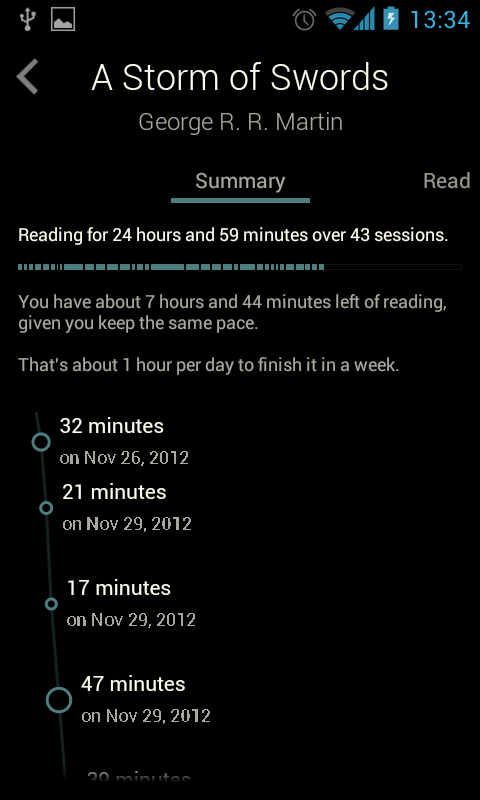 13:34
A Storm of Swords
George R. R. Martin
Summary
Read
Reading for 24 hours and 59 minutes over 43 sessions.
You have about 7 hours and 44 minutes left of reading,
given you keep the same pace.
That's about 1 hour per day to finish it in a week.
32 minutes
on Nov 26, 2012
21 minutes
on Nov 29, 2012
17 minutes
on Nov 29, 2012
47 minutes
on Nov 29, 2012
39 minutes